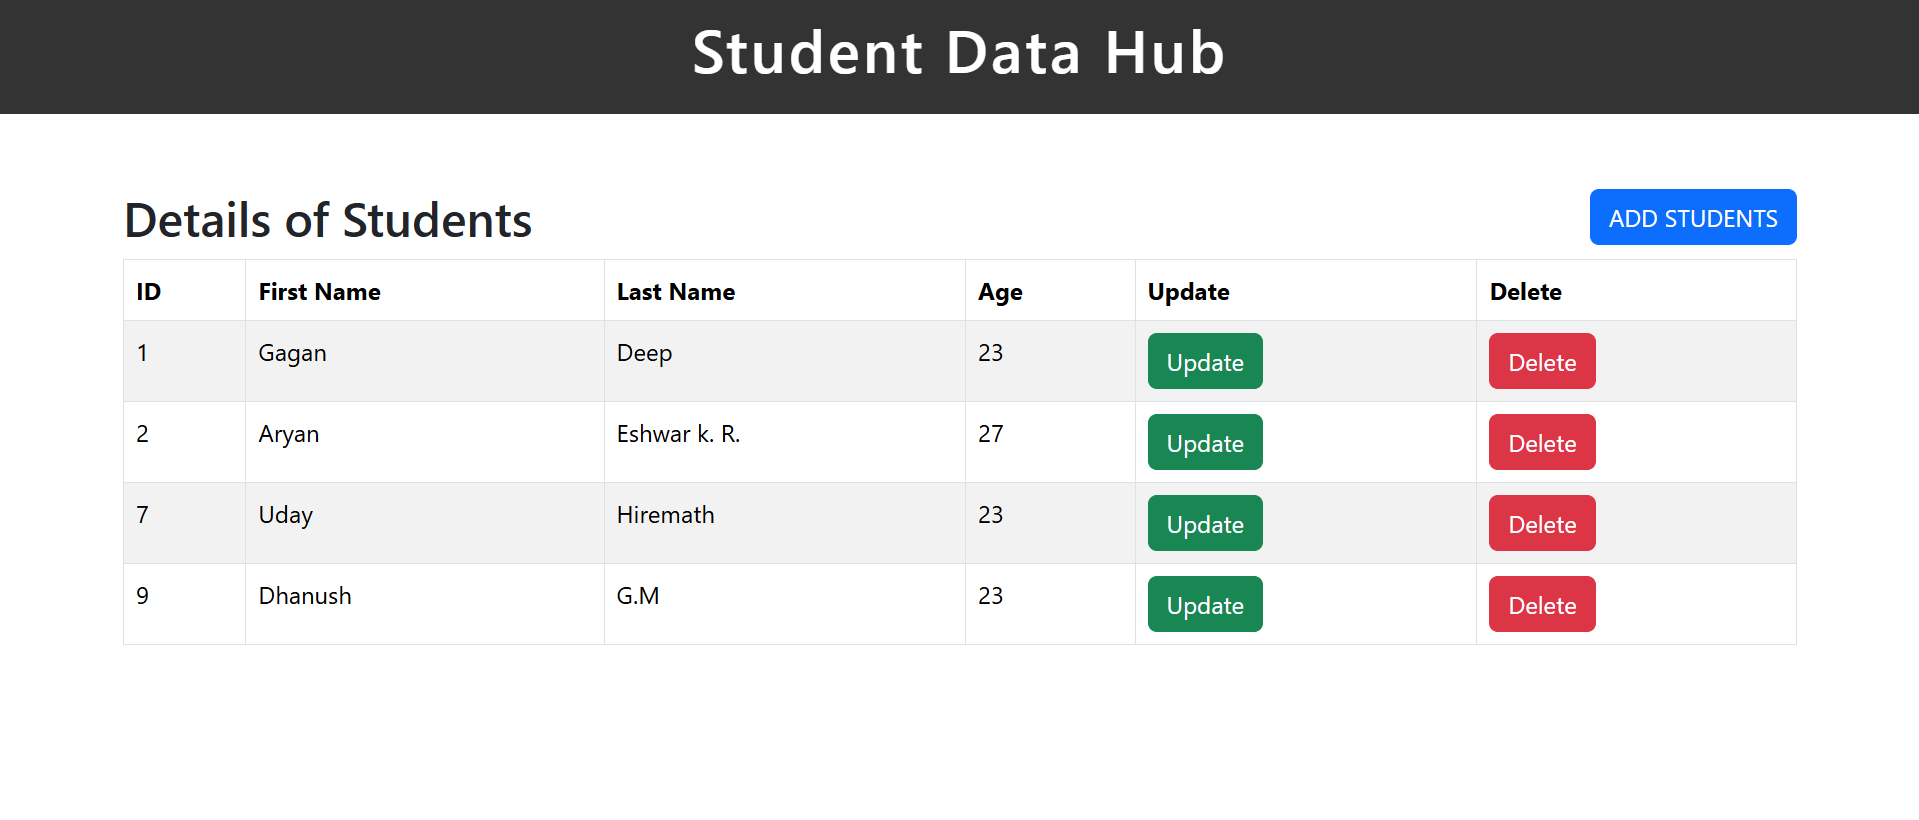 Student Data Hub
Details of Students
ADD STUDENTS
ID First Name Last Name Age Update Delete
1 Gagan Deep 23 Update Delete
2 Aryan Eshwar k. R. 27 Update Delete
7 Uday Hiremath 23 Update Delete
9 Dhanush G.M 23 Update Delete